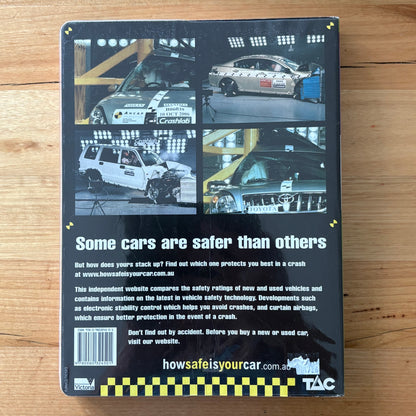 ANCAP
Crashlab
TOYOTA
Some cars are safer than others
But how does yours stack up? Find out which one protects you best in a crash
at www.howsafeisyourcar.com.au
This independent website compares the safety ratings of new and used vehicles and
contains information on the latest in vehicle safety technology. Developments such
as electronic stability control which helps you avoid crashes, and curtain airbags,
which ensure better protection in the event of a crash.
Don't find out by accident. Before you buy a new or used car,
visit our website.
howsafeisyourcar.com.au
Victoria
TAC